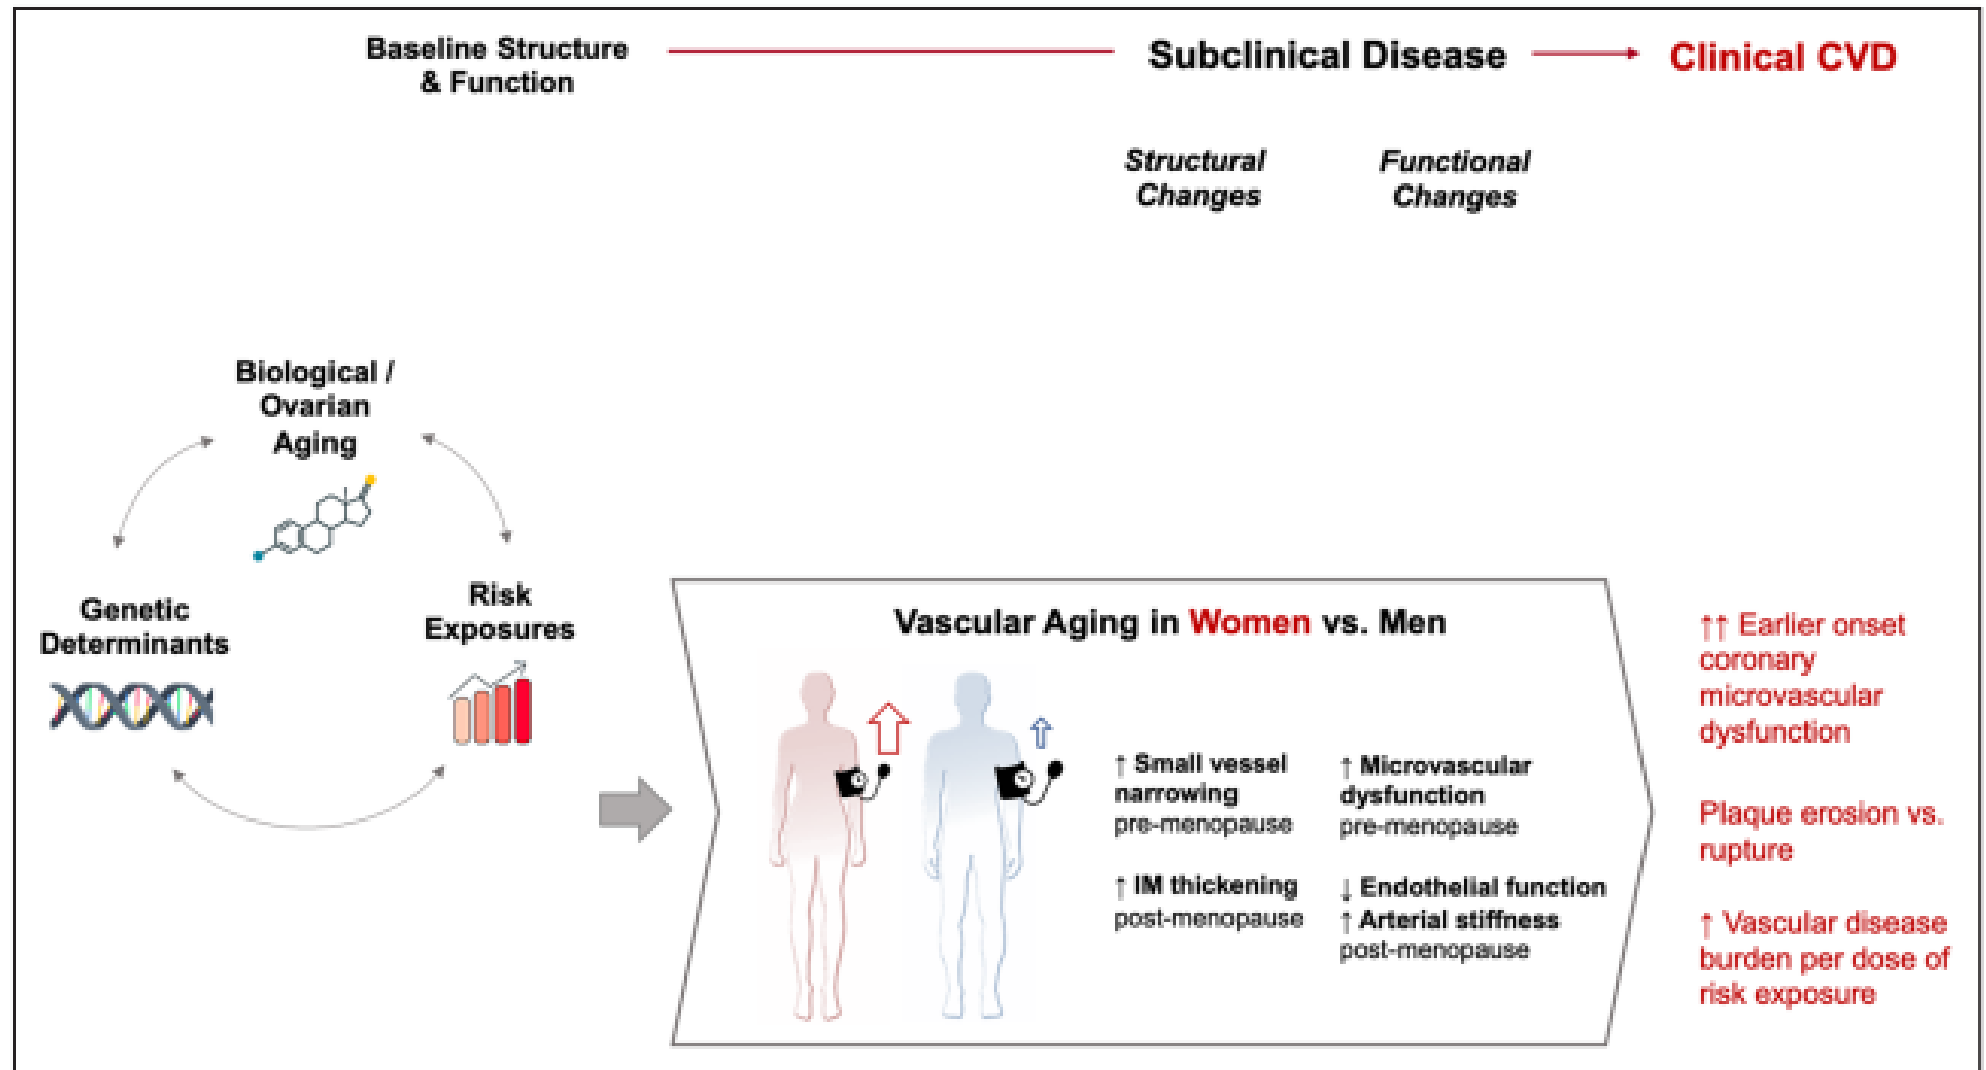 Baseline Structure
& Function
Subclinical Disease
Clinical CVD
Structural
Changes
Functional
Changes
Biological /
Ovarian
Aging
Genetic
Determinants
Risk
Exposures
Vascular Aging in Women vs. Men
↑ Small vessel
narrowing
pre-menopause
↑ IM thickening
post-menopause
↑ Microvascular
dysfunction
pre-menopause
↓ Endothelial function
↑ Arterial stiffness
post-menopause
↑↑ Earlier onset
coronary
microvascular
dysfunction
Plaque erosion vs.
rupture
↑ Vascular disease
burden per dose of
risk exposure